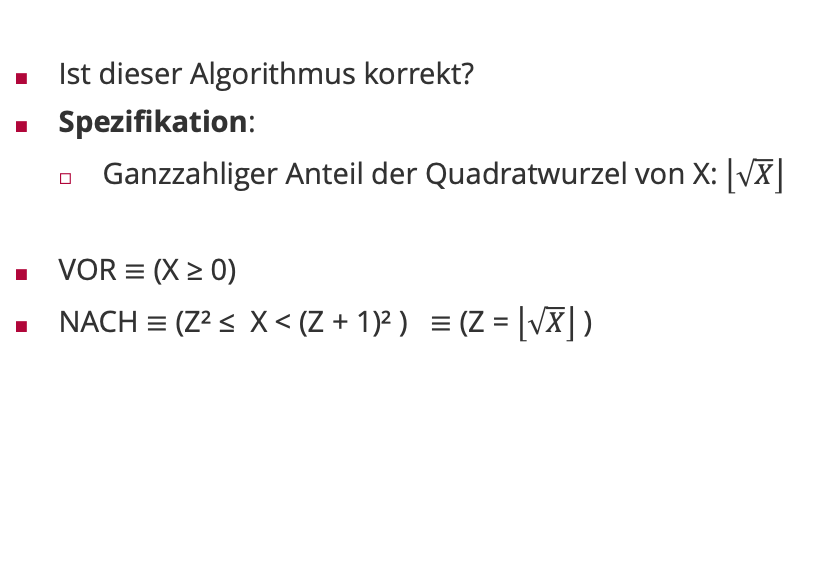 Ist dieser Algorithmus korrekt?
Spezifikation:
Ganzzahliger Anteil der Quadratwurzel von X: ⌊√X⌋
VOR ≡ (X ≥ 0)
NACH ≡ (Z² ≤ X < (Z + 1)² ) ≡ (Z = ⌊√X⌋ )